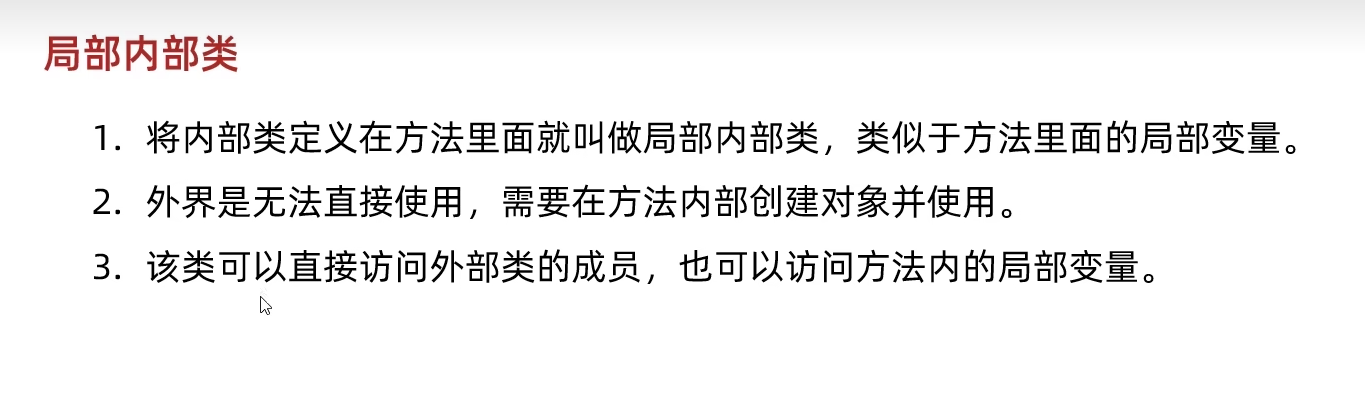 局部内部类
1. 将内部类定义在方法里面就叫做局部内部类，类似于方法里面的局部变量。
2. 外界是无法直接使用，需要在方法内部创建对象并使用。
3. 该类可以直接访问外部类的成员，也可以访问方法内的局部变量。